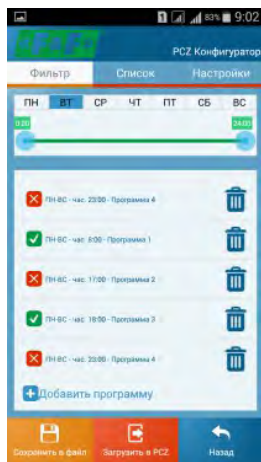 83% 9:02
F&F
PCZ Конфигуратор
Фильтр Список Настройки
ПН ВТ СР ЧТ ПТ СБ ВС
0:00 24:00
ПН-ВС - час. 23:00 - Программа 4
ПН-ВС - час. 6:00 - Программа 1
ПН-ВС - час. 17:00 - Программа 2
ПН-ВС - час. 18:00 - Программа 3
ПН-ВС - час. 23:00 - Программа 4
Добавить программу
Сохранить в файл Загрузить в PCZ Назад